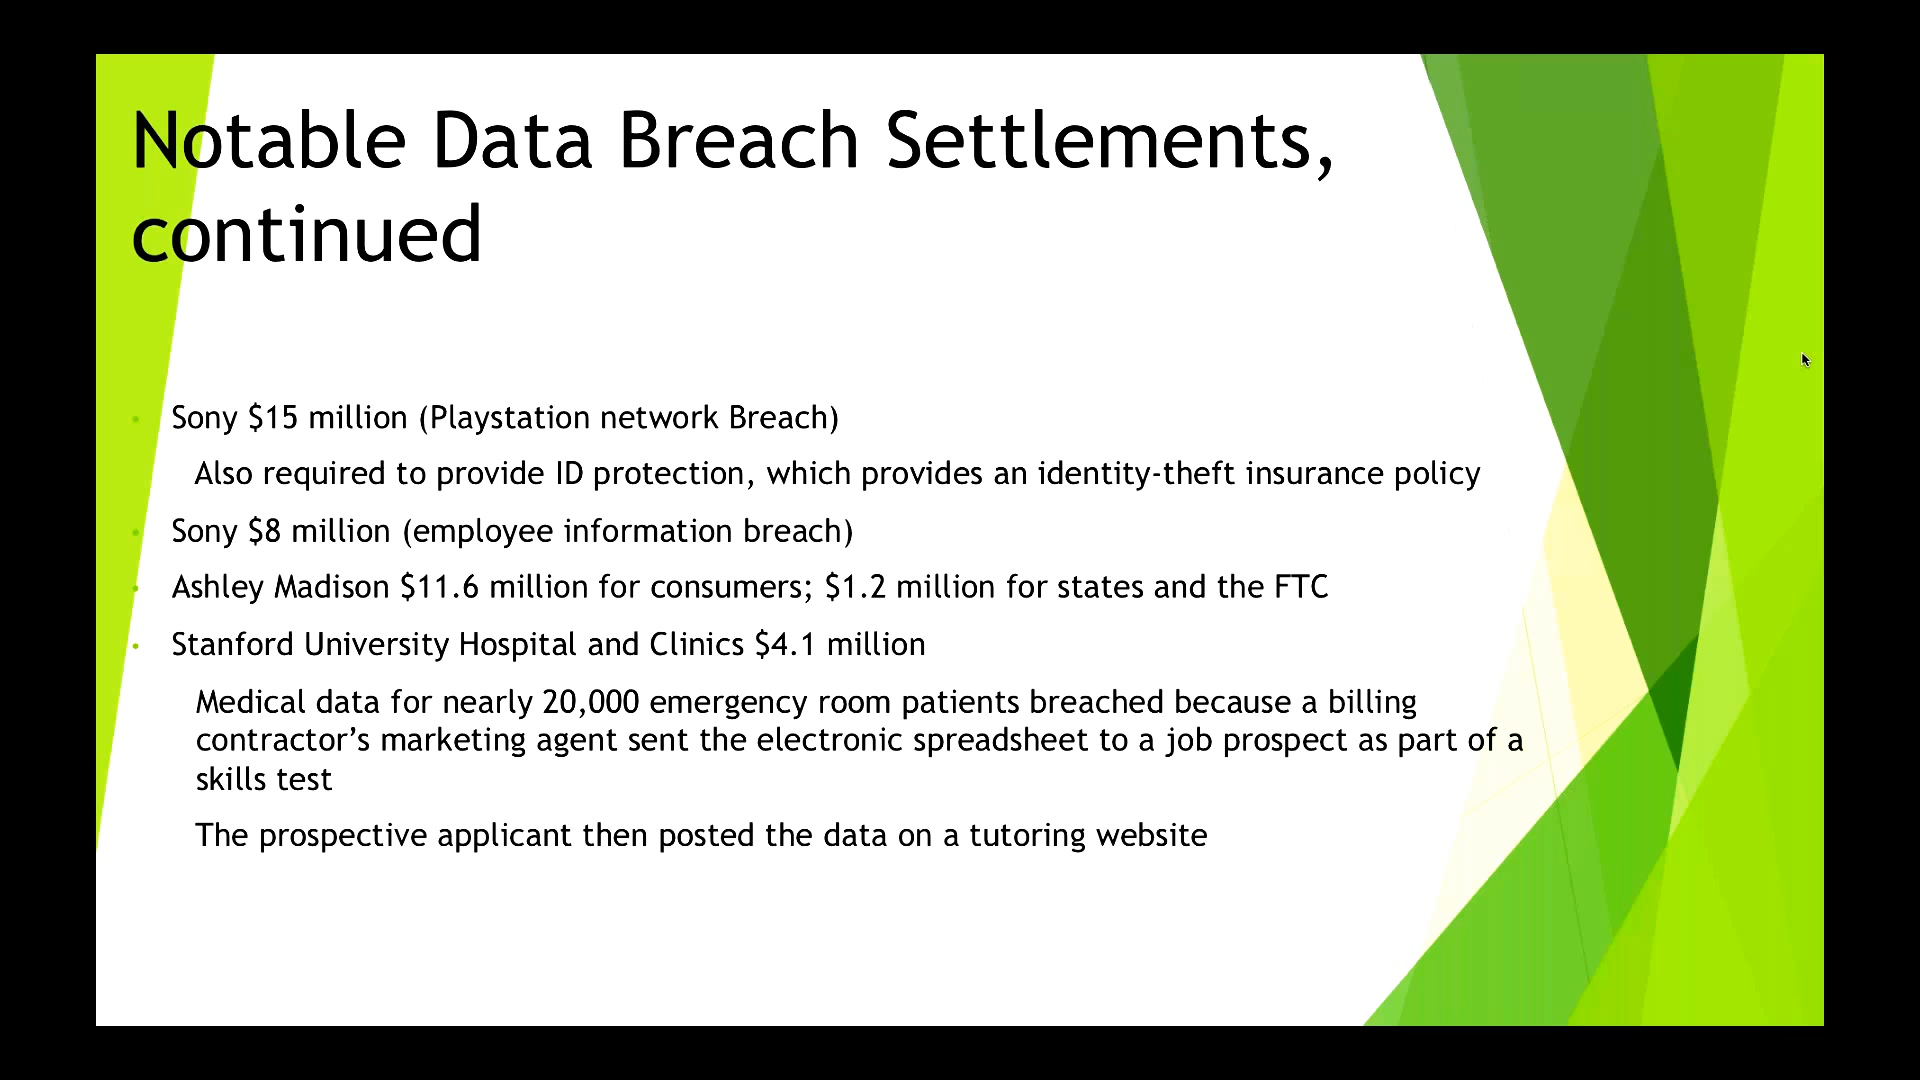 Notable Data Breach Settlements,
continued
• Sony $15 million (Playstation network Breach)
Also required to provide ID protection, which provides an identity-theft insurance policy
• Sony $8 million (employee information breach)
• Ashley Madison $11.6 million for consumers; $1.2 million for states and the FTC
• Stanford University Hospital and Clinics $4.1 million
Medical data for nearly 20,000 emergency room patients breached because a billing
contractor’s marketing agent sent the electronic spreadsheet to a job prospect as part of a
skills test
The prospective applicant then posted the data on a tutoring website